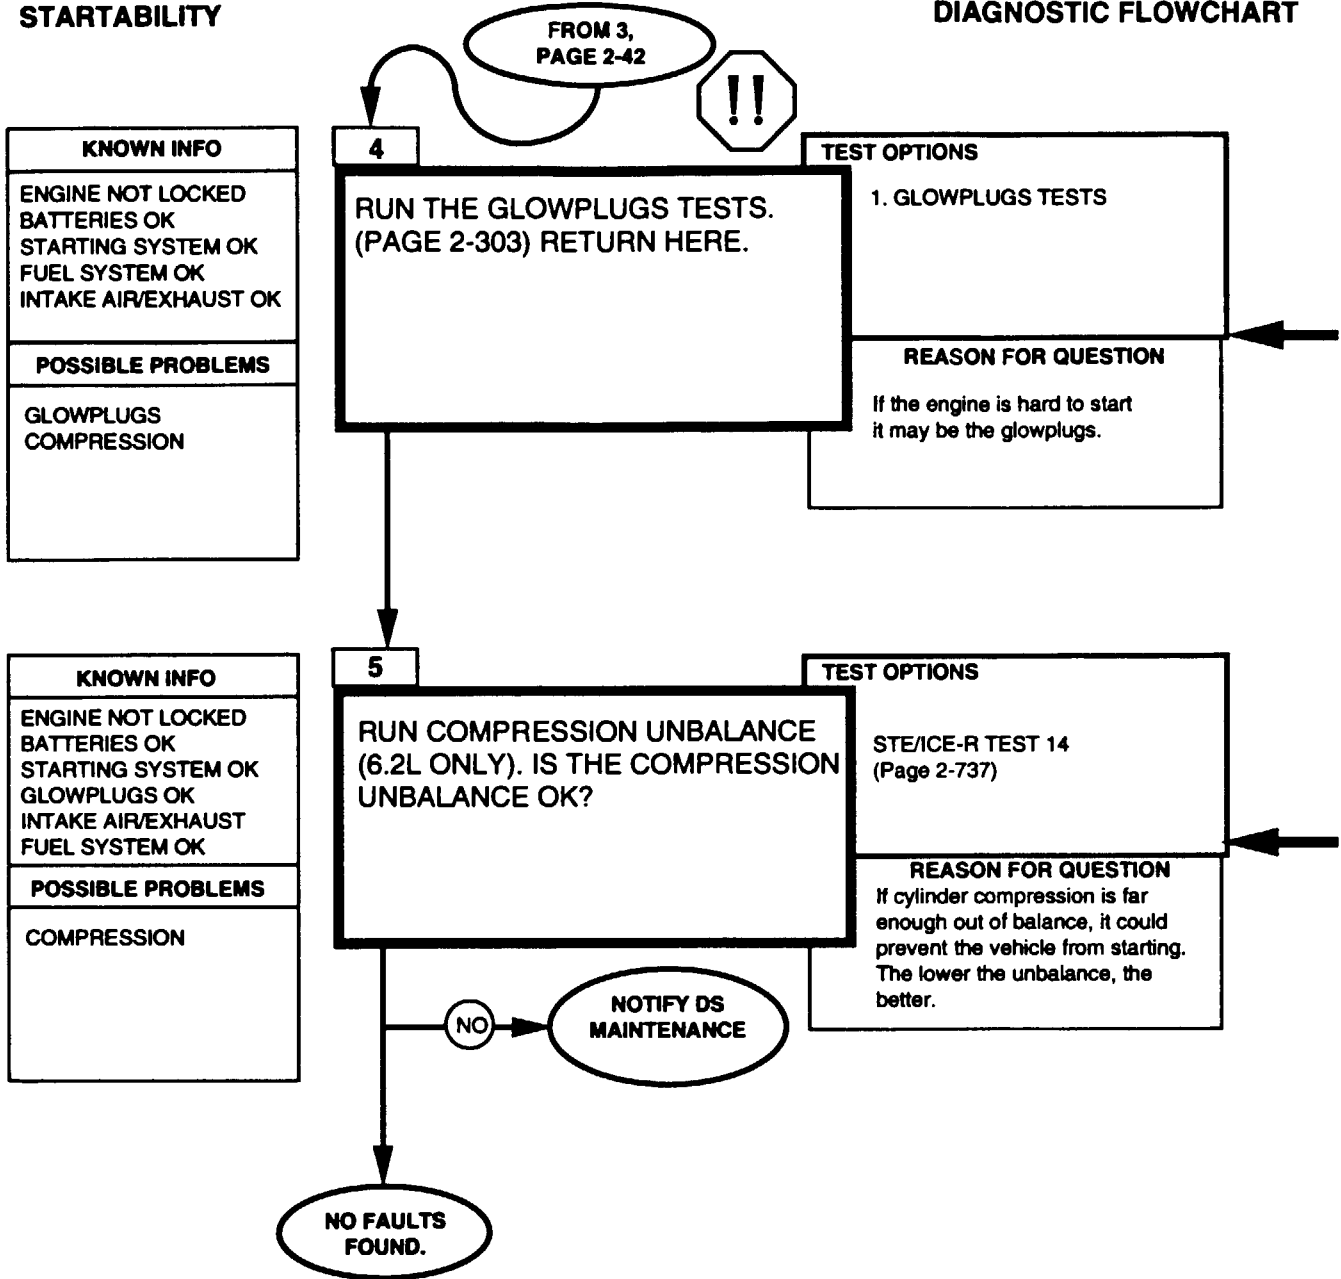 STARTABILITY
DIAGNOSTIC FLOWCHART
FROM 3,
PAGE 2-42
!!
KNOWN INFO
ENGINE NOT LOCKED
BATTERIES OK
STARTING SYSTEM OK
FUEL SYSTEM OK
INTAKE AIR/EXHAUST OK
POSSIBLE PROBLEMS
GLOWPLUGS
COMPRESSION
4
RUN THE GLOWPLUGS TESTS.
(PAGE 2-303) RETURN HERE.
TEST OPTIONS
1. GLOWPLUGS TESTS
REASON FOR QUESTION
If the engine is hard to start
it may be the glowplugs.
KNOWN INFO
ENGINE NOT LOCKED
BATTERIES OK
STARTING SYSTEM OK
GLOWPLUGS OK
INTAKE AIR/EXHAUST
FUEL SYSTEM OK
POSSIBLE PROBLEMS
COMPRESSION
5
RUN COMPRESSION UNBALANCE
(6.2L ONLY). IS THE COMPRESSION
UNBALANCE OK?
TEST OPTIONS
STE/ICE-R TEST 14
(Page 2-737)
REASON FOR QUESTION
If cylinder compression is far
enough out of balance, it could
prevent the vehicle from starting.
The lower the unbalance, the
better.
NO
NOTIFY DS
MAINTENANCE
NO FAULTS
FOUND.